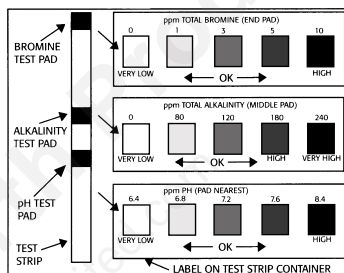 BROMINE
TEST PAD
ALKALINITY
TEST PAD
pH TEST
PAD
TEST
STRIP
ppm TOTAL BROMINE (END PAD)
0 1 3 5 10
VERY LOW OK HIGH
ppm TOTAL ALKALINITY (MIDDLE PAD)
0 80 120 180 240
VERY LOW OK HIGH VERY HIGH
ppm PH (PAD NEAREST)
6.4 6.8 7.2 7.6 8.4
VERY LOW OK HIGH
LABEL ON TEST STRIP CONTAINER